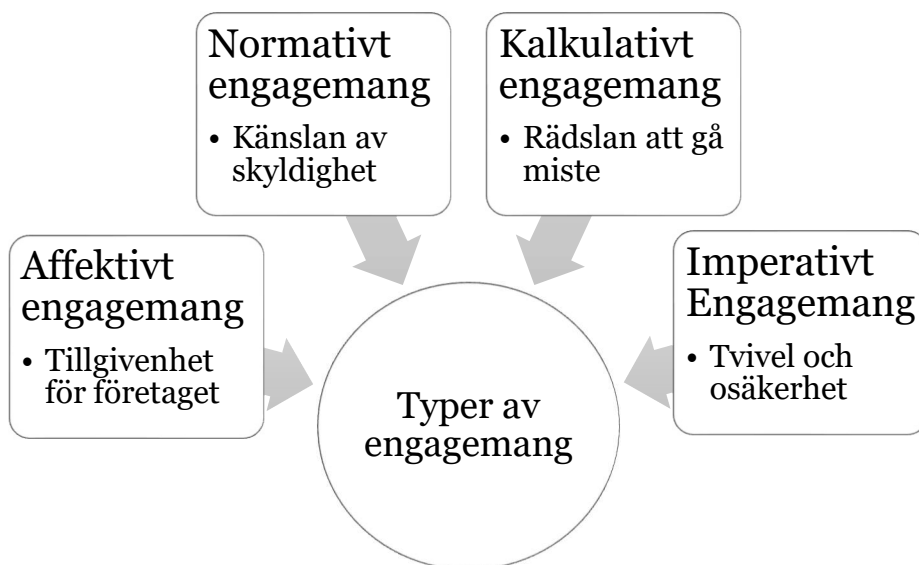 Normativt
engagemang
• Känslan av
skyldighet
Kalkulativt
engagemang
• Rädslan att gå
miste
Affektivt
engagemang
• Tillgivenhet
för företaget
Imperativt
Engagemang
• Tvivel och
osäkerhet
Typer av
engagemang